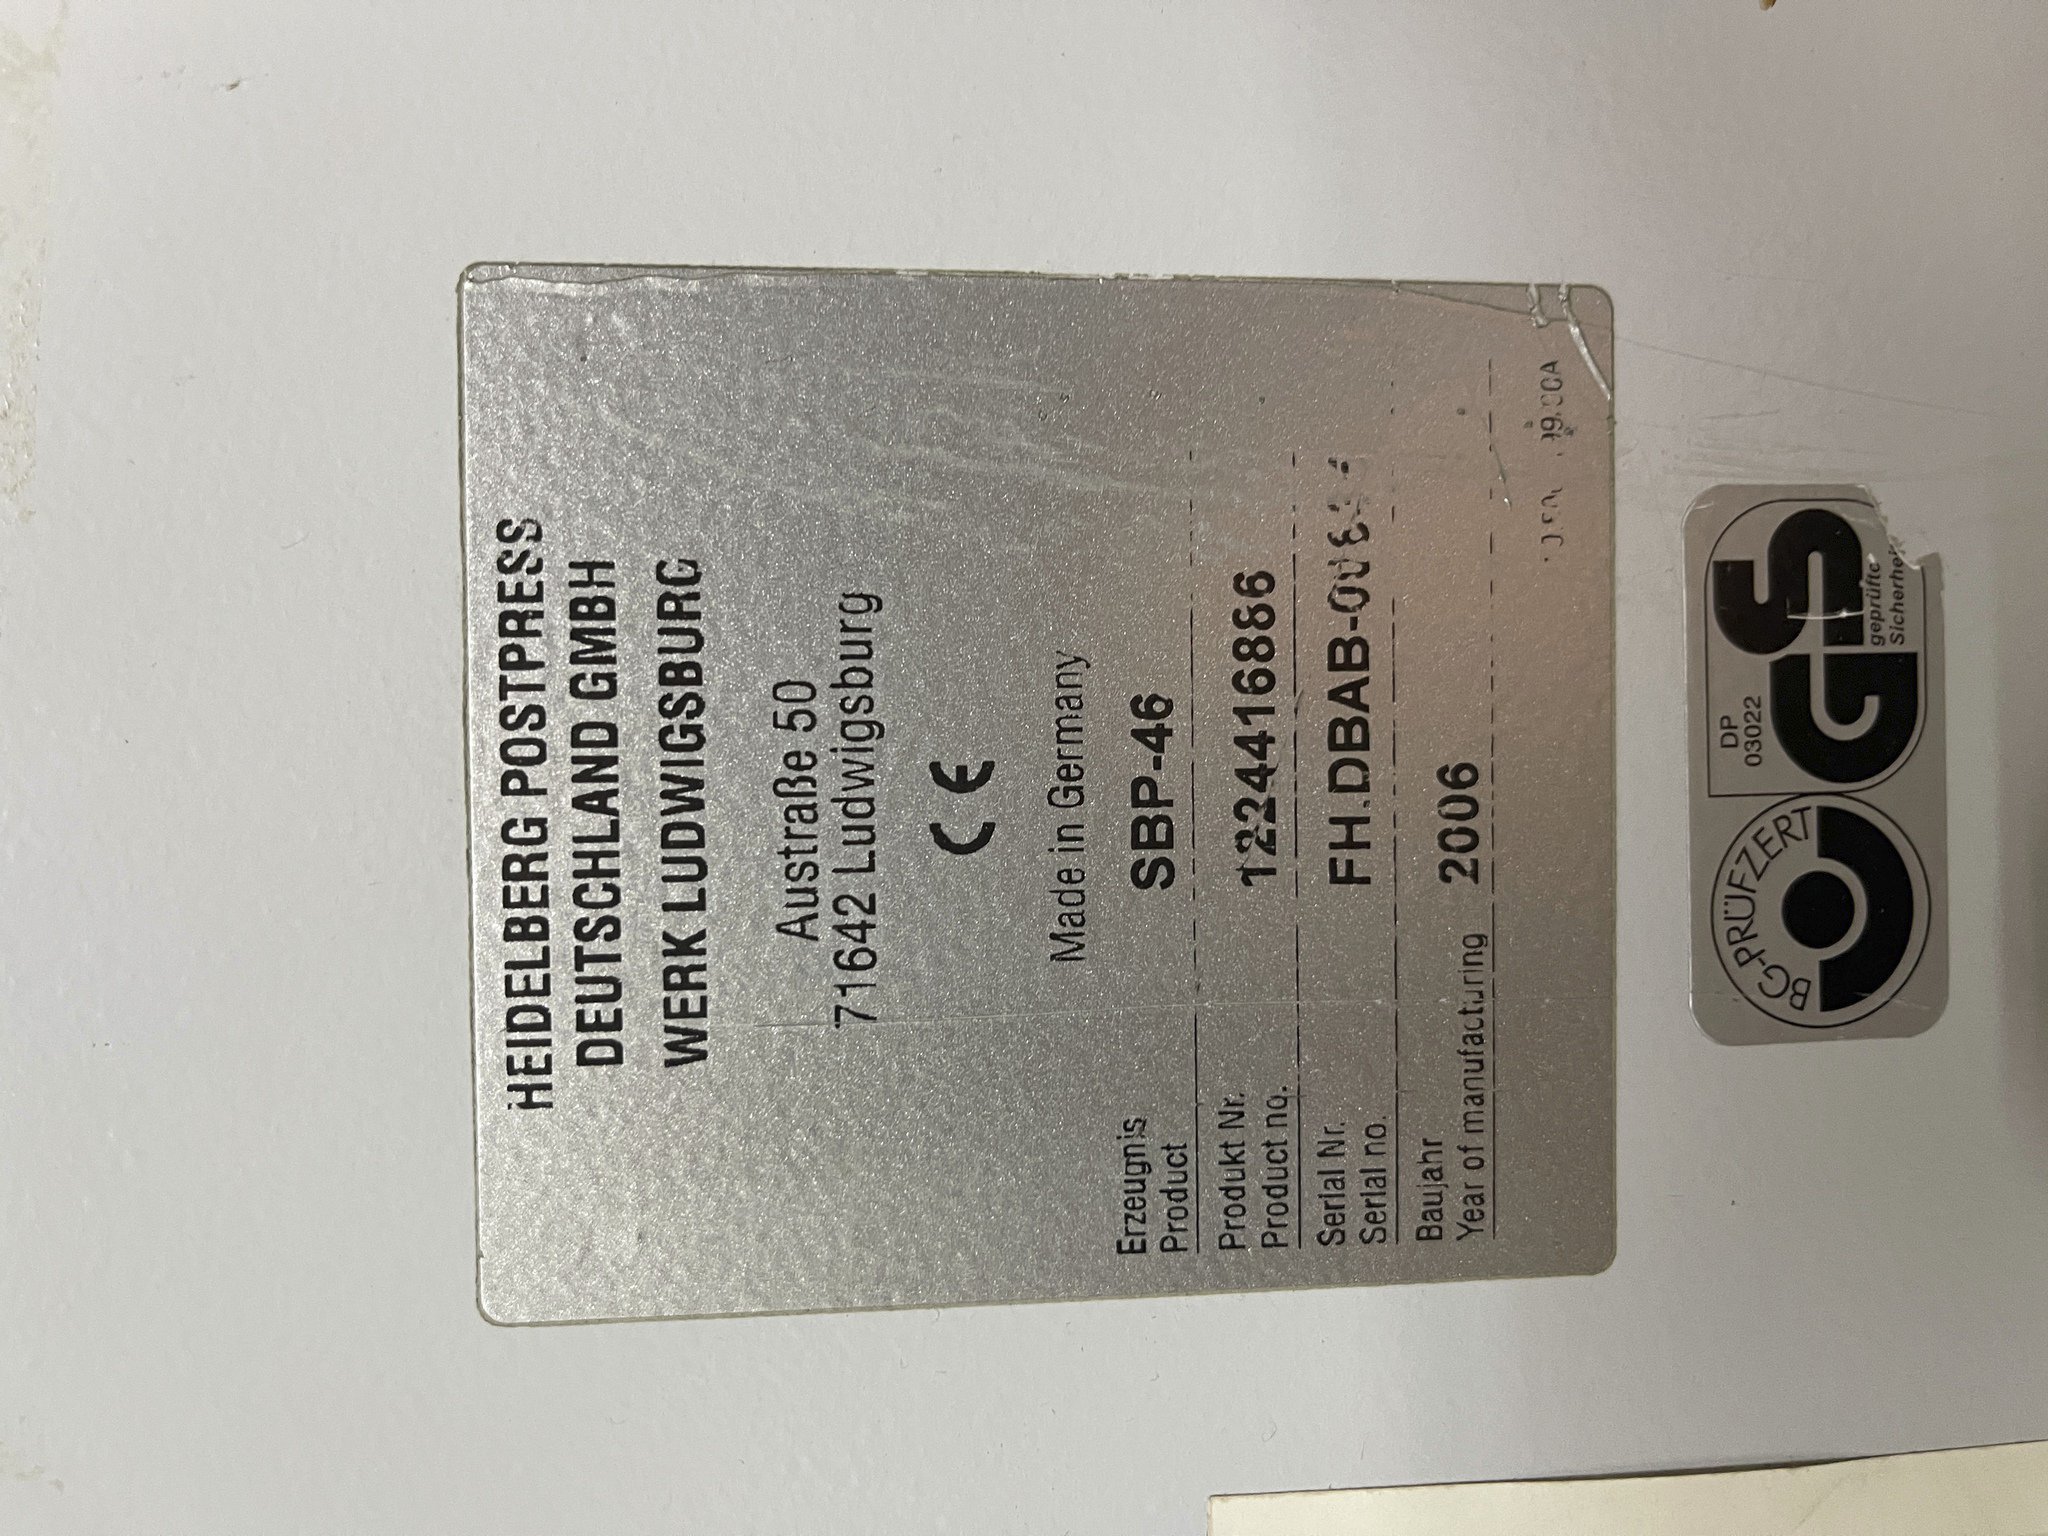 HEIDELBERG POSTPRESS
DEUTSCHLAND GMBH
WERK LUDWIGSBURG
Austraße 50
71642 Ludwigsburg
CE
Made in Germany
Erzeugnis
Product SBP-46
Produkt Nr.
Product no. 1224416886
Serial Nr.
Serial no.
Baujahr
Year of manufacturing 2006
BG-PRÜFZERT
DP
03022
GS
geprüfte